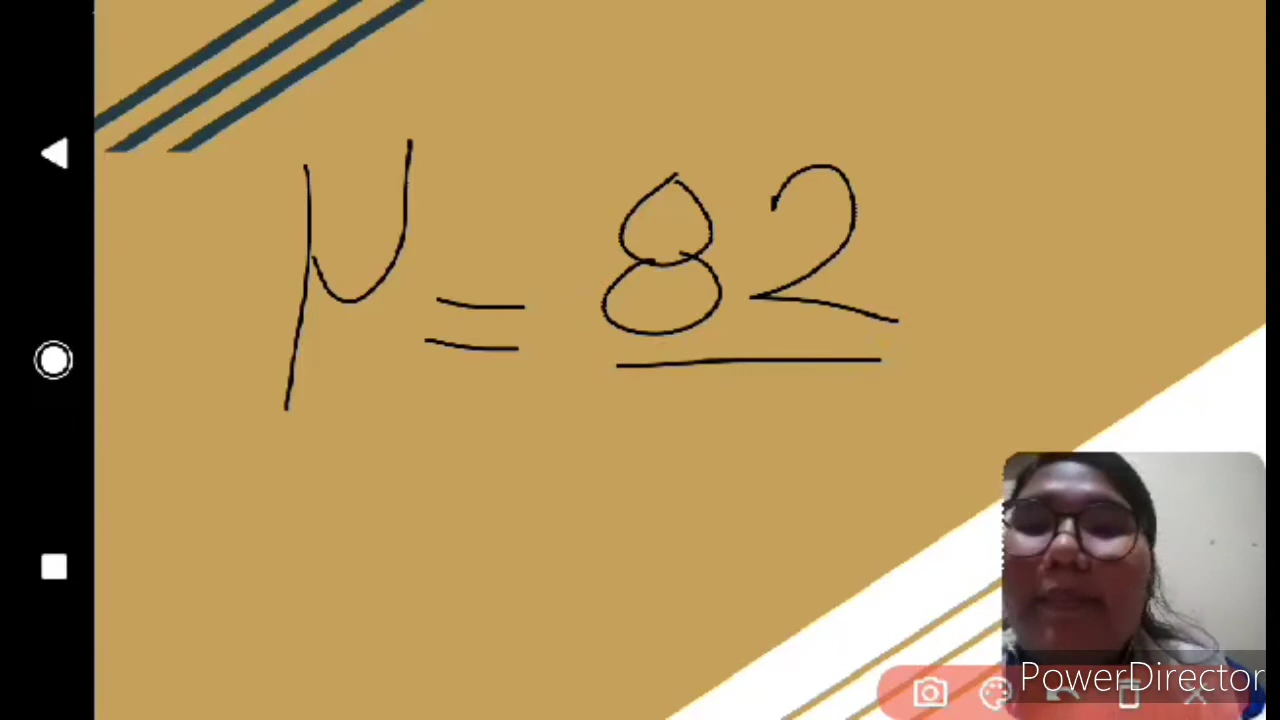 μ = 82
PowerDirector